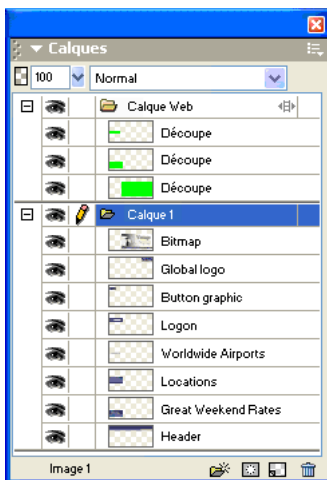 Calques
100 Normal
Calque Web
Découpe
Découpe
Découpe
Calque 1
Bitmap
Global logo
Button graphic
Logon
Worldwide Airports
Locations
Great Weekend Rates
Header
Image 1